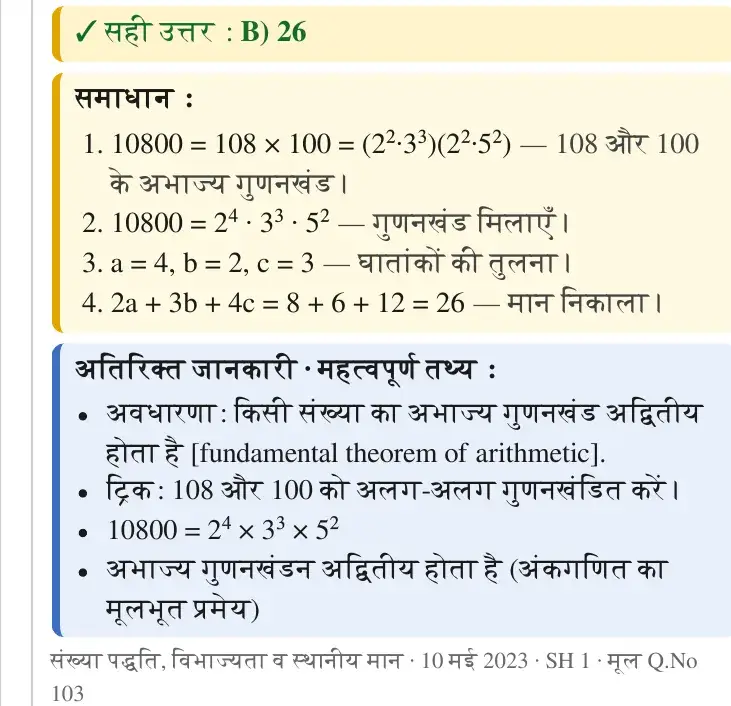 ✓ सही उत्तर : B) 26
समाधान :
1. 10800 = 108 × 100 = (2²·3³)(2²·5²) — 108 और 100
के अभाज्य गुणनखंड।
2. 10800 = 2⁴ · 3³ · 5² — गुणनखंड मिलाएँ।
3. a = 4, b = 2, c = 3 — घातांकों की तुलना।
4. 2a + 3b + 4c = 8 + 6 + 12 = 26 — मान निकाला।
अतिरिक्त जानकारी · महत्वपूर्ण तथ्य :
• अवधारणा : किसी संख्या का अभाज्य गुणनखंड अद्वितीय
होता है [fundamental theorem of arithmetic].
• ट्रिक : 108 और 100 को अलग-अलग गुणनखंडित करें।
• 10800 = 2⁴ × 3³ × 5²
• अभाज्य गुणनखंडन अद्वितीय होता है (अंकगणित का
मूलभूत प्रमेय)
संख्या पद्धति, विभाज्यता व स्थानीय मान · 10 मई 2023 · SH 1 · मूल Q.No
103